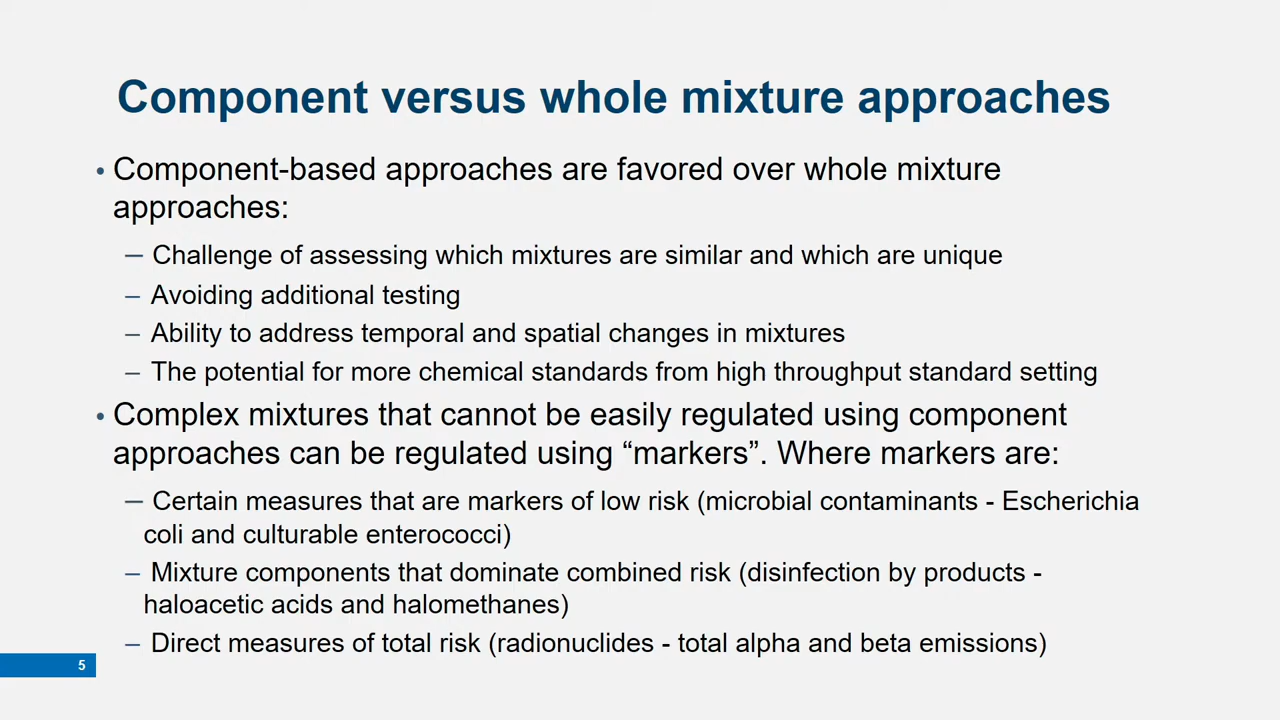 Component versus whole mixture approaches
• Component-based approaches are favored over whole mixture
approaches:
– Challenge of assessing which mixtures are similar and which are unique
– Avoiding additional testing
– Ability to address temporal and spatial changes in mixtures
– The potential for more chemical standards from high throughput standard setting
• Complex mixtures that cannot be easily regulated using component
approaches can be regulated using “markers”. Where markers are:
– Certain measures that are markers of low risk (microbial contaminants - Escherichia
coli and culturable enterococci)
– Mixture components that dominate combined risk (disinfection by products -
haloacetic acids and halomethanes)
– Direct measures of total risk (radionuclides - total alpha and beta emissions)
5